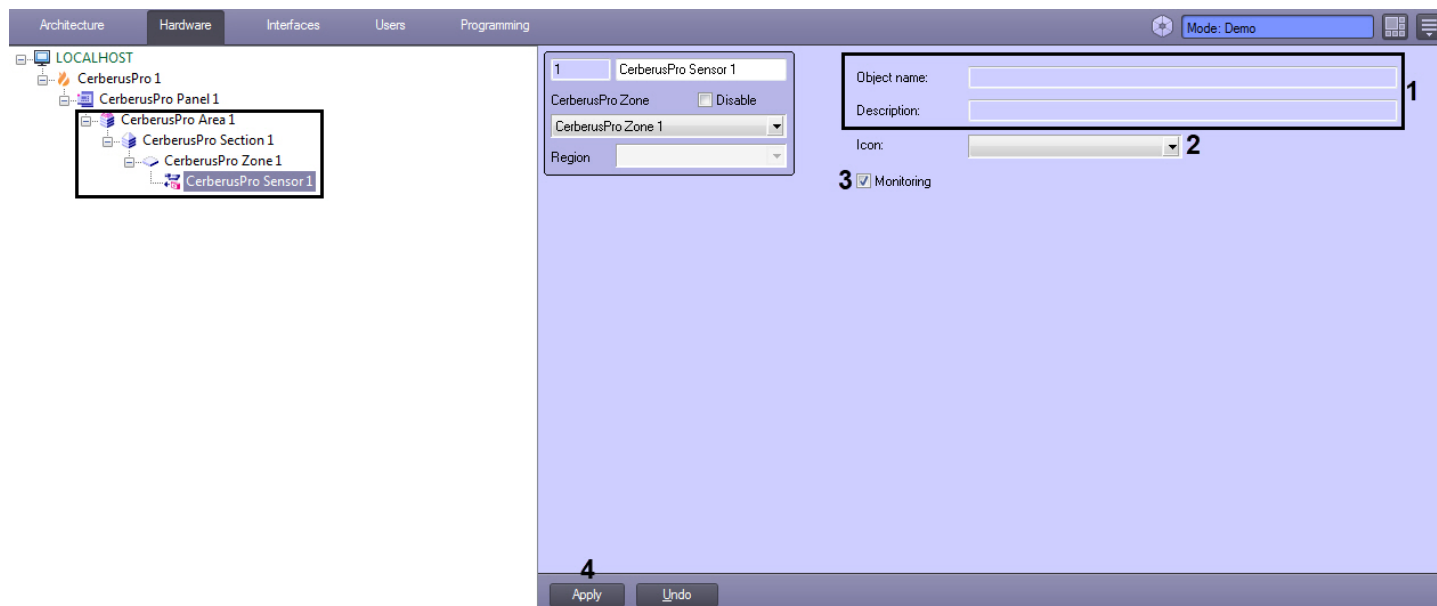 Architecture Hardware Interfaces Users Programming Mode: Demo
LOCALHOST
CerberusPro 1
CerberusPro Panel 1
CerberusPro Area 1
CerberusPro Section 1
CerberusPro Zone 1
CerberusPro Sensor 1
1 CerberusPro Sensor 1
CerberusPro Zone Disable
CerberusPro Zone 1
Region
Object name:
1
Description:
Icon: 2
3 Monitoring
4
Apply Undo